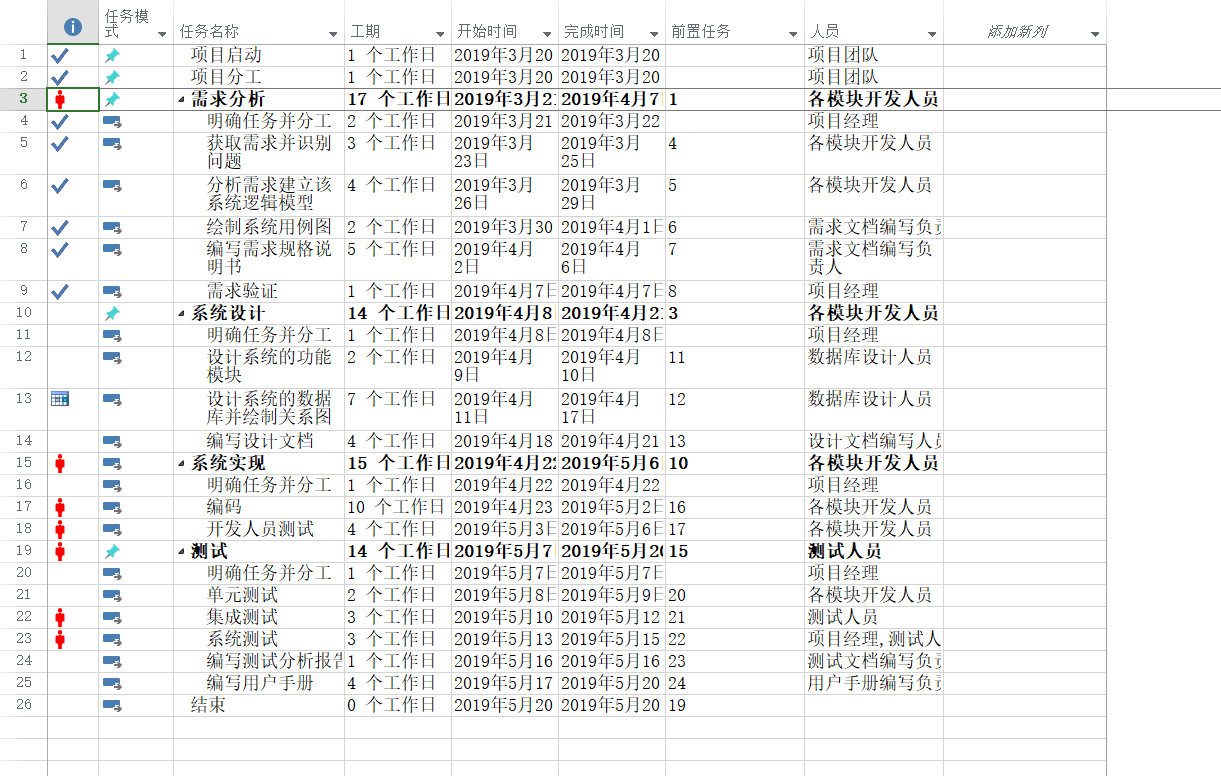 任务模式 任务名称 工期 开始时间 完成时间 前置任务 人员 添加新列
1 项目启动 1 个工作日 2019年3月20 2019年3月20 项目团队
2 项目分工 1 个工作日 2019年3月20 2019年3月20 项目团队
3 需求分析 17 个工作日 2019年3月21 2019年4月7 1 各模块开发人员
4 明确任务并分工 2 个工作日 2019年3月21 2019年3月22 项目经理
5 获取需求并识别问题 3 个工作日 2019年3月23日 2019年3月25日 4 各模块开发人员
6 分析需求建立该系统逻辑模型 4 个工作日 2019年3月26日 2019年3月29日 5 各模块开发人员
7 绘制系统用例图 2 个工作日 2019年3月30 2019年4月1日 6 需求文档编写负责
8 编写需求规格说明书 5 个工作日 2019年4月2日 2019年4月6日 7 需求文档编写负责人
9 需求验证 1 个工作日 2019年4月7日 2019年4月7日 8 项目经理
10 系统设计 14 个工作日 2019年4月8 2019年4月21 3 各模块开发人员
11 明确任务并分工 1 个工作日 2019年4月8日 2019年4月8日 项目经理
12 设计系统的功能模块 2 个工作日 2019年4月9日 2019年4月10日 11 数据库设计人员
13 设计系统的数据库并绘制关系图 7 个工作日 2019年4月11日 2019年4月17日 12 数据库设计人员
14 编写设计文档 4 个工作日 2019年4月18 2019年4月21 13 设计文档编写人员
15 系统实现 15 个工作日 2019年4月22 2019年5月6 10 各模块开发人员
16 明确任务并分工 1 个工作日 2019年4月22 2019年4月22 项目经理
17 编码 10 个工作日 2019年4月23 2019年5月2日 16 各模块开发人员
18 开发人员测试 4 个工作日 2019年5月3日 2019年5月6日 17 各模块开发人员
19 测试 14 个工作日 2019年5月7 2019年5月20 15 测试人员
20 明确任务并分工 1 个工作日 2019年5月7日 2019年5月7日 项目经理
21 单元测试 2 个工作日 2019年5月8日 2019年5月9日 20 各模块开发人员
22 集成测试 3 个工作日 2019年5月10 2019年5月12 21 测试人员
23 系统测试 3 个工作日 2019年5月13 2019年5月15 22 项目经理,测试人
24 编写测试分析报告 1 个工作日 2019年5月16 2019年5月16 23 测试文档编写负责
25 编写用户手册 4 个工作日 2019年5月17 2019年5月20 24 用户手册编写负责
26 结束 0 个工作日 2019年5月20 2019年5月20 19